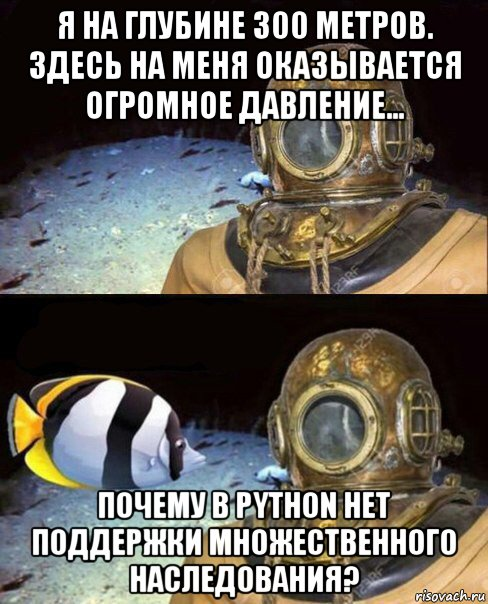 Я НА ГЛУБИНЕ 300 МЕТРОВ.
ЗДЕСЬ НА МЕНЯ ОКАЗЫВАЕТСЯ
ОГРОМНОЕ ДАВЛЕНИЕ...
ПОЧЕМУ В PYTHON НЕТ
ПОДДЕРЖКИ МНОЖЕСТВЕННОГО
НАСЛЕДОВАНИЯ?
risovach.ru